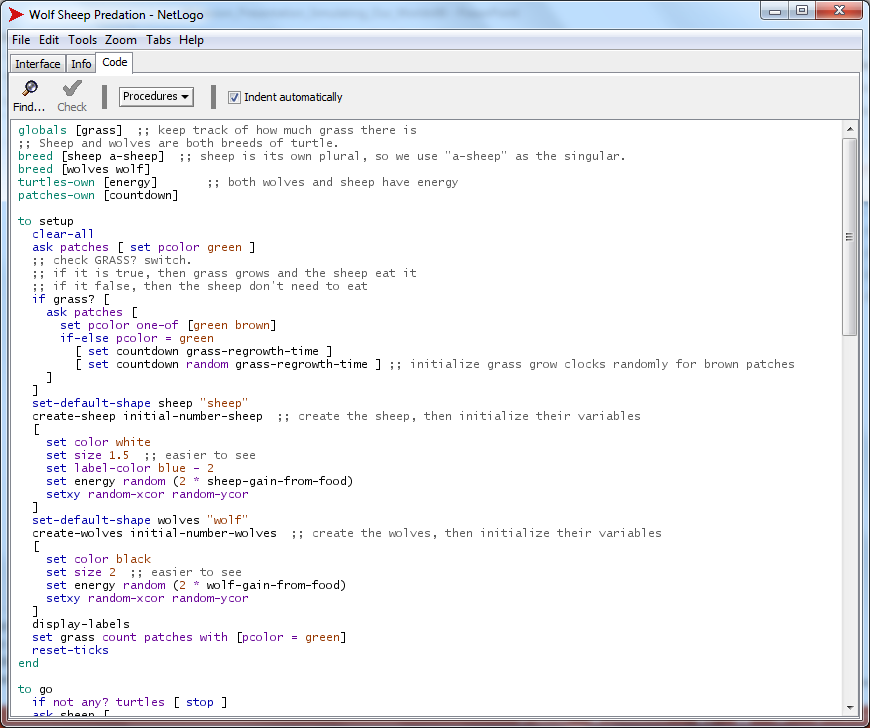 Wolf Sheep Predation - NetLogo
File Edit Tools Zoom Tabs Help
Interface Info Code
Find... Check Procedures Indent automatically
globals [grass]  ;; keep track of how much grass there is
;; Sheep and wolves are both breeds of turtle.
breed [sheep a-sheep]  ;; sheep is its own plural, so we use "a-sheep" as the singular.
breed [wolves wolf]
turtles-own [energy]       ;; both wolves and sheep have energy
patches-own [countdown]

to setup
  clear-all
  ask patches [ set pcolor green ]
  ;; check GRASS? switch.
  ;; if it is true, then grass grows and the sheep eat it
  ;; if it false, then the sheep don't need to eat
  if grass? [
    ask patches [
      set pcolor one-of [green brown]
      if-else pcolor = green
        [ set countdown grass-regrowth-time ]
        [ set countdown random grass-regrowth-time ] ;; initialize grass grow clocks randomly for brown patches
    ]
  ]
  set-default-shape sheep "sheep"
  create-sheep initial-number-sheep  ;; create the sheep, then initialize their variables
  [
    set color white
    set size 1.5  ;; easier to see
    set label-color blue - 2
    set energy random (2 * sheep-gain-from-food)
    setxy random-xcor random-ycor
  ]
  set-default-shape wolves "wolf"
  create-wolves initial-number-wolves  ;; create the wolves, then initialize their variables
  [
    set color black
    set size 2  ;; easier to see
    set energy random (2 * wolf-gain-from-food)
    setxy random-xcor random-ycor
  ]
  display-labels
  set grass count patches with [pcolor = green]
  reset-ticks
end

to go
  if not any? turtles [ stop ]
  ask sheep [